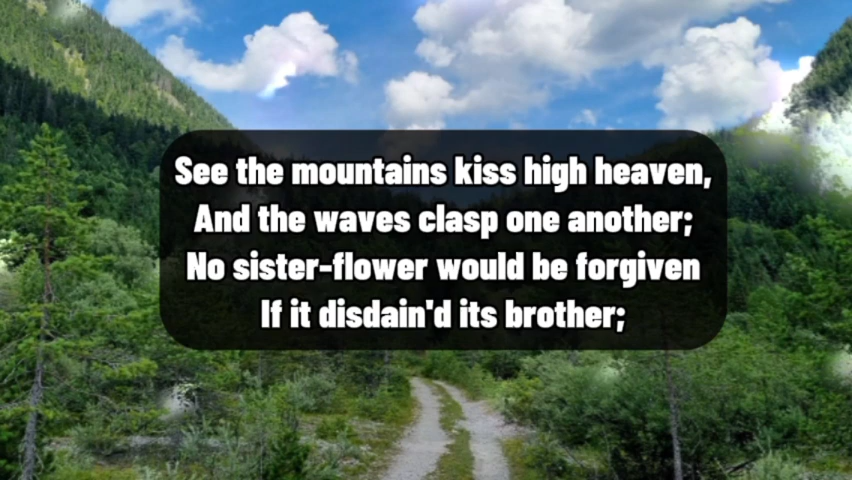 See the mountains kiss high heaven,
And the waves clasp one another;
No sister-flower would be forgiven
If it disdain'd its brother;